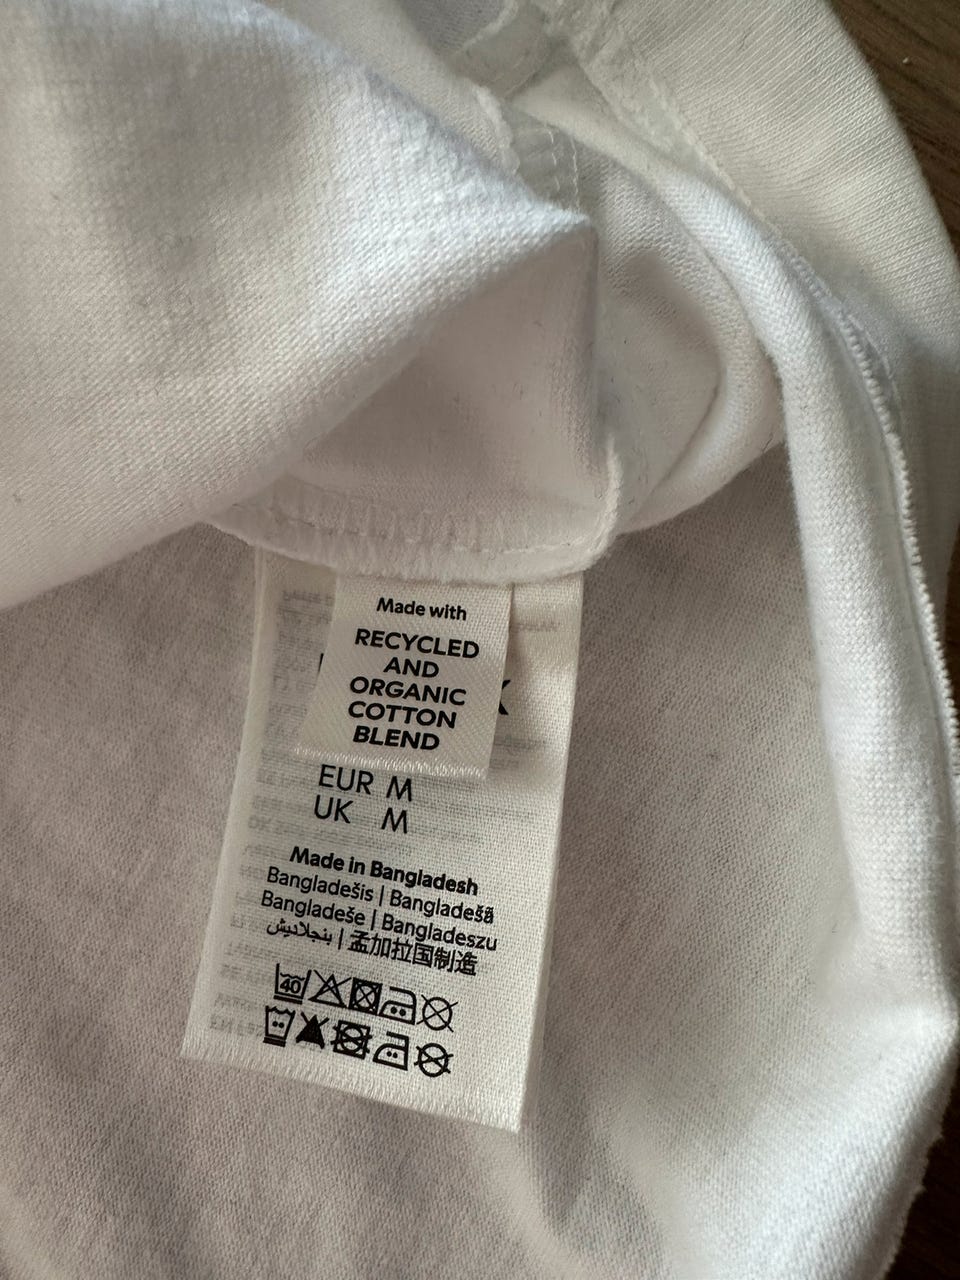 Made with
RECYCLED
AND
ORGANIC
COTTON
BLEND
EUR M
UK M
Made in Bangladesh
Bangladešis | Bangladešā
Bangladeše | Bangladeszu
بنجلاديش | 孟加拉国制造
40